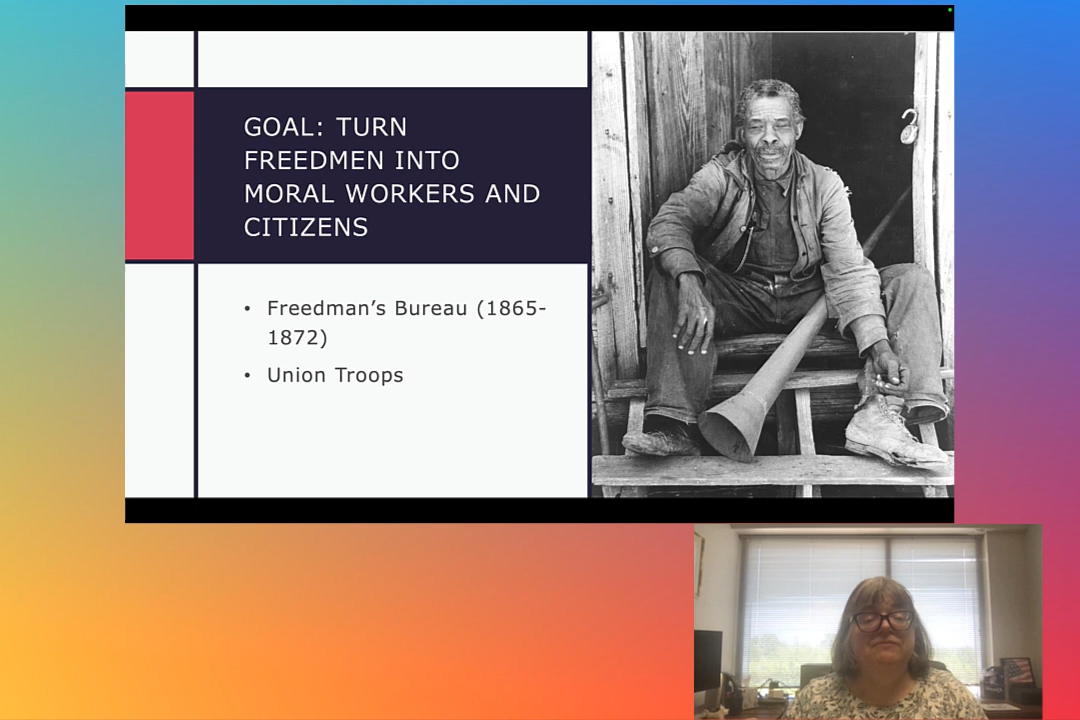 GOAL: TURN
FREEDMEN INTO
MORAL WORKERS AND
CITIZENS
• Freedman’s Bureau (1865-
1872)
• Union Troops